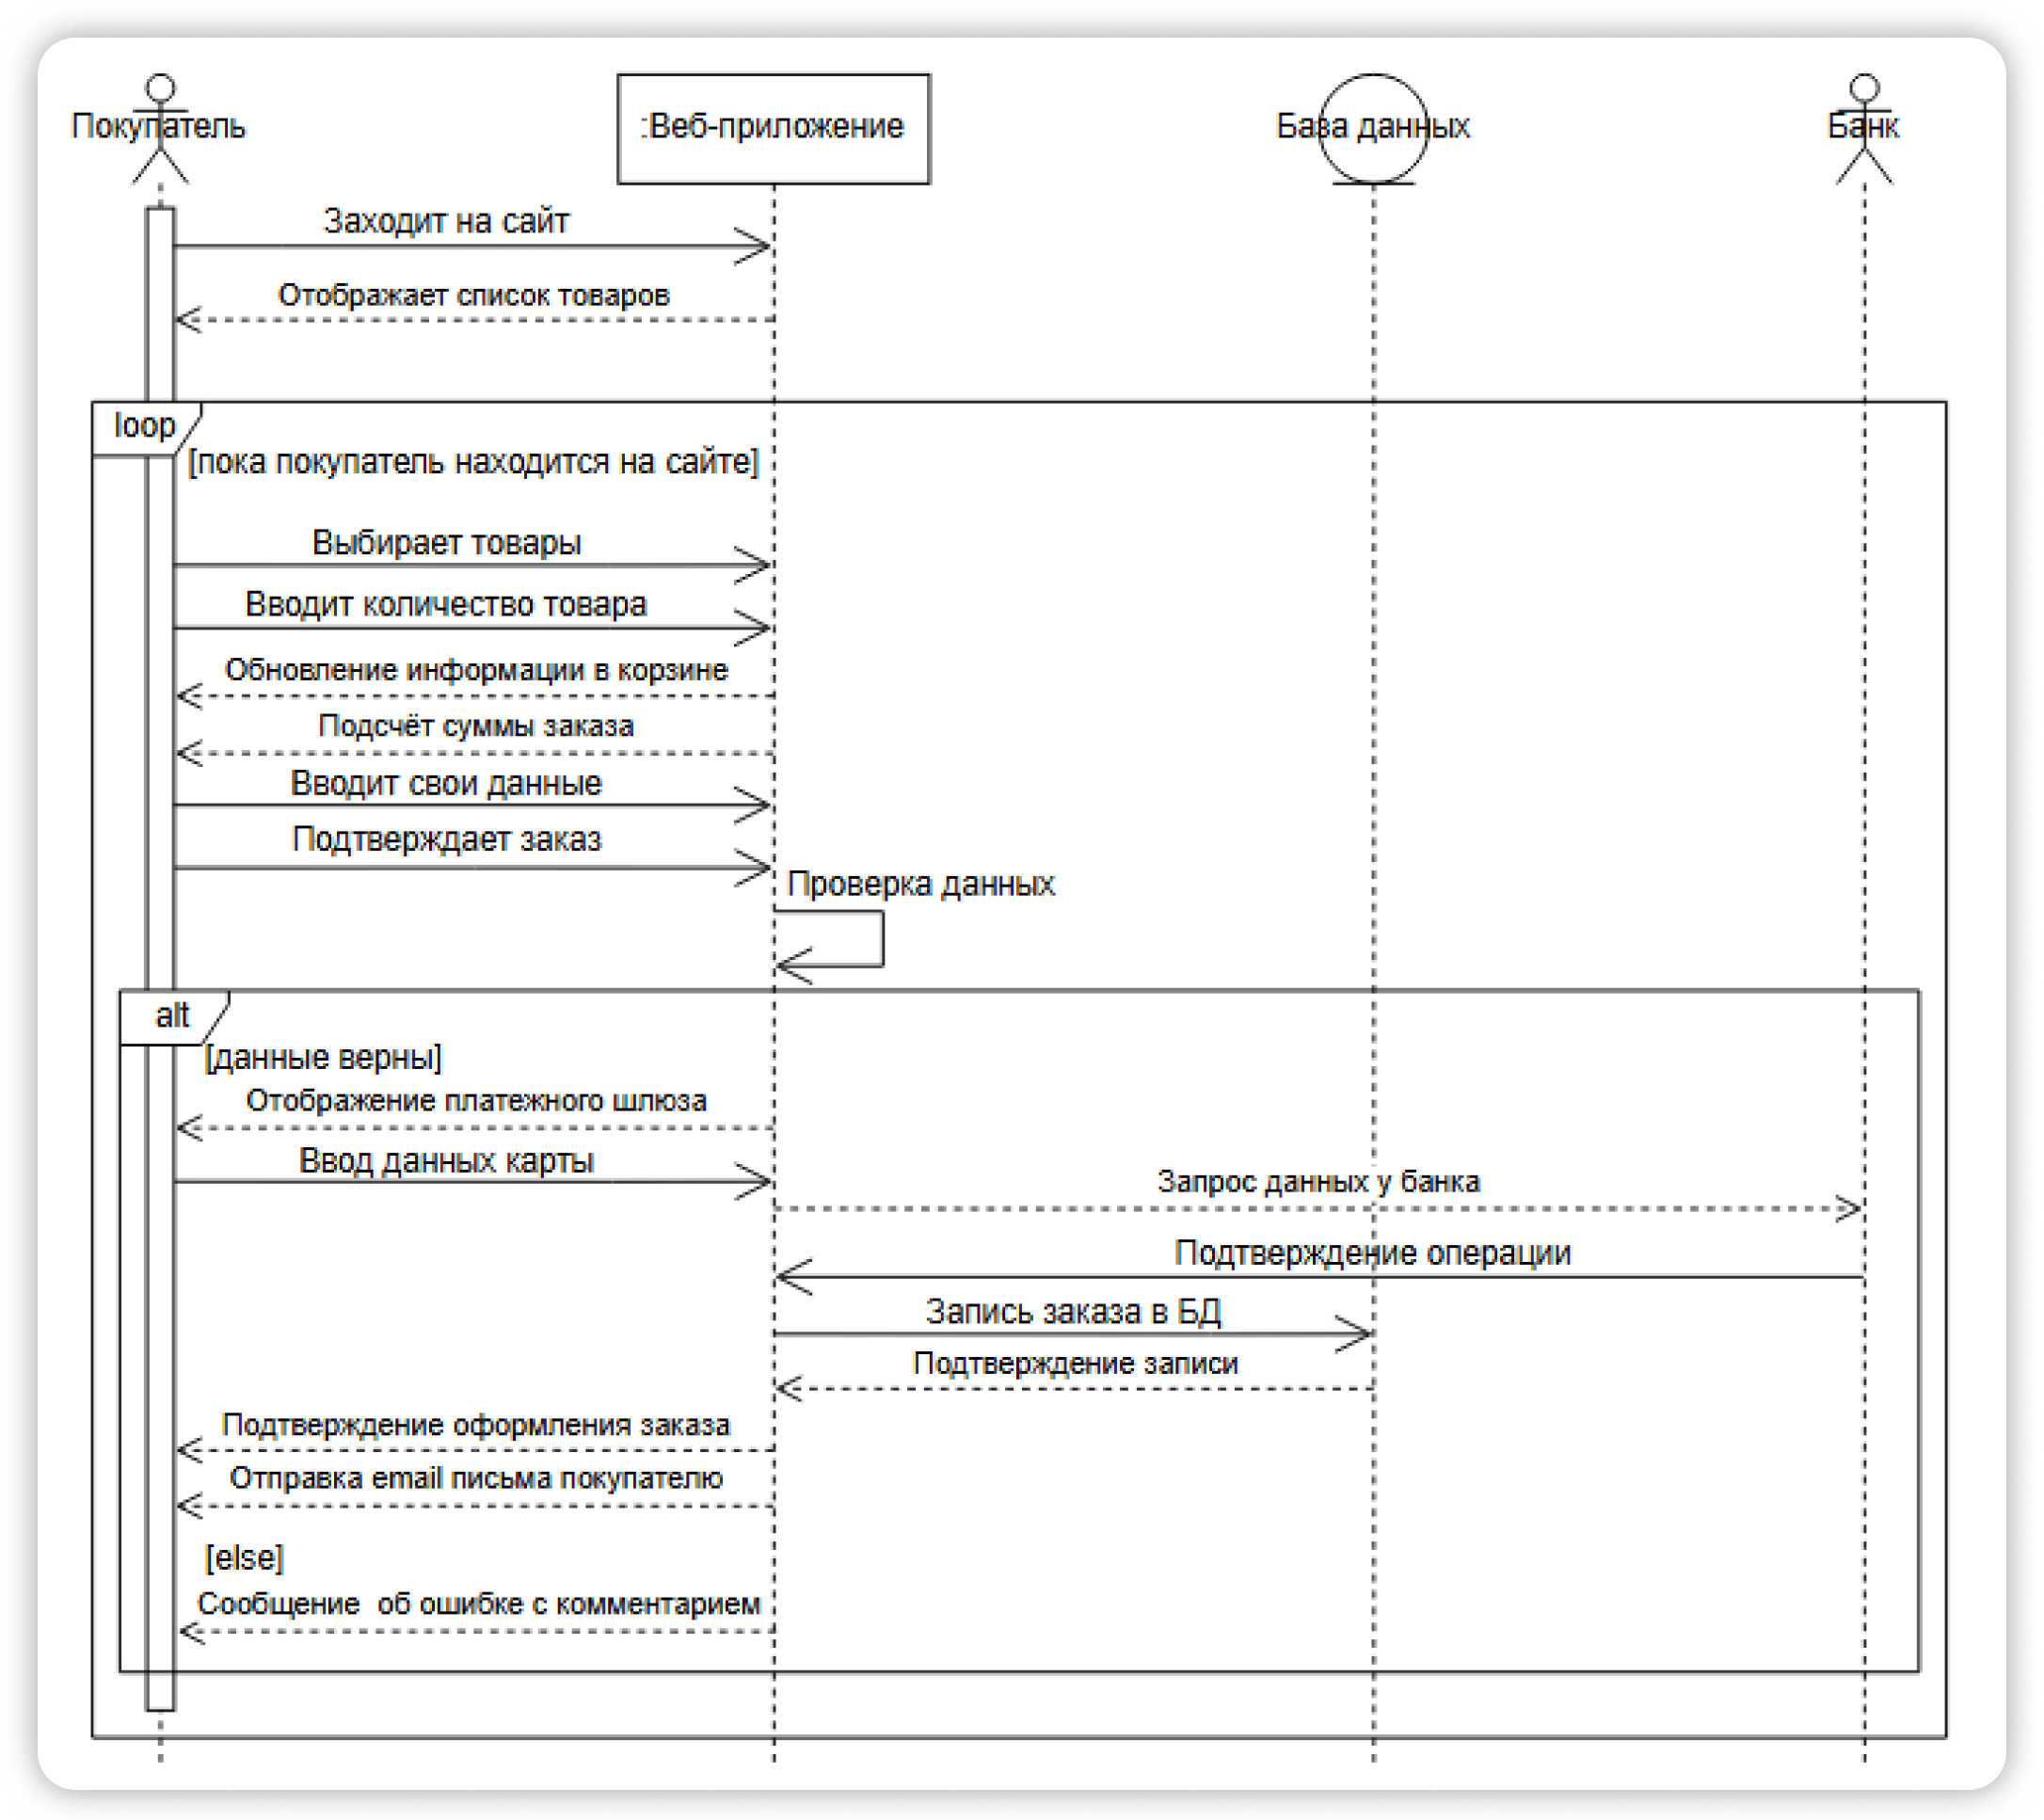 Покупатель
:Веб-приложение
База данных
Банк
Заходит на сайт
Отображает список товаров
loop
[пока покупатель находится на сайте]
Выбирает товары
Вводит количество товара
Обновление информации в корзине
Подсчёт суммы заказа
Вводит свои данные
Подтверждает заказ
Проверка данных
alt
[данные верны]
Отображение платежного шлюза
Ввод данных карты
Запрос данных у банка
Подтверждение операции
Запись заказа в БД
Подтверждение записи
Подтверждение оформления заказа
Отправка email письма покупателю
[else]
Сообщение  об ошибке с комментарием